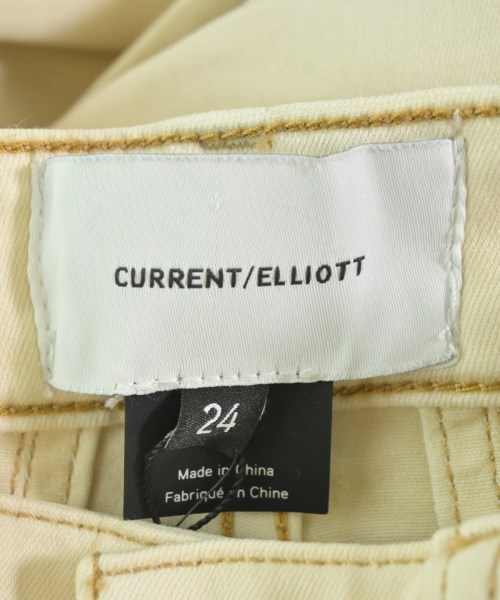 CURRENT/ELLIOTT
24
Made in China
Fabriqué en Chine